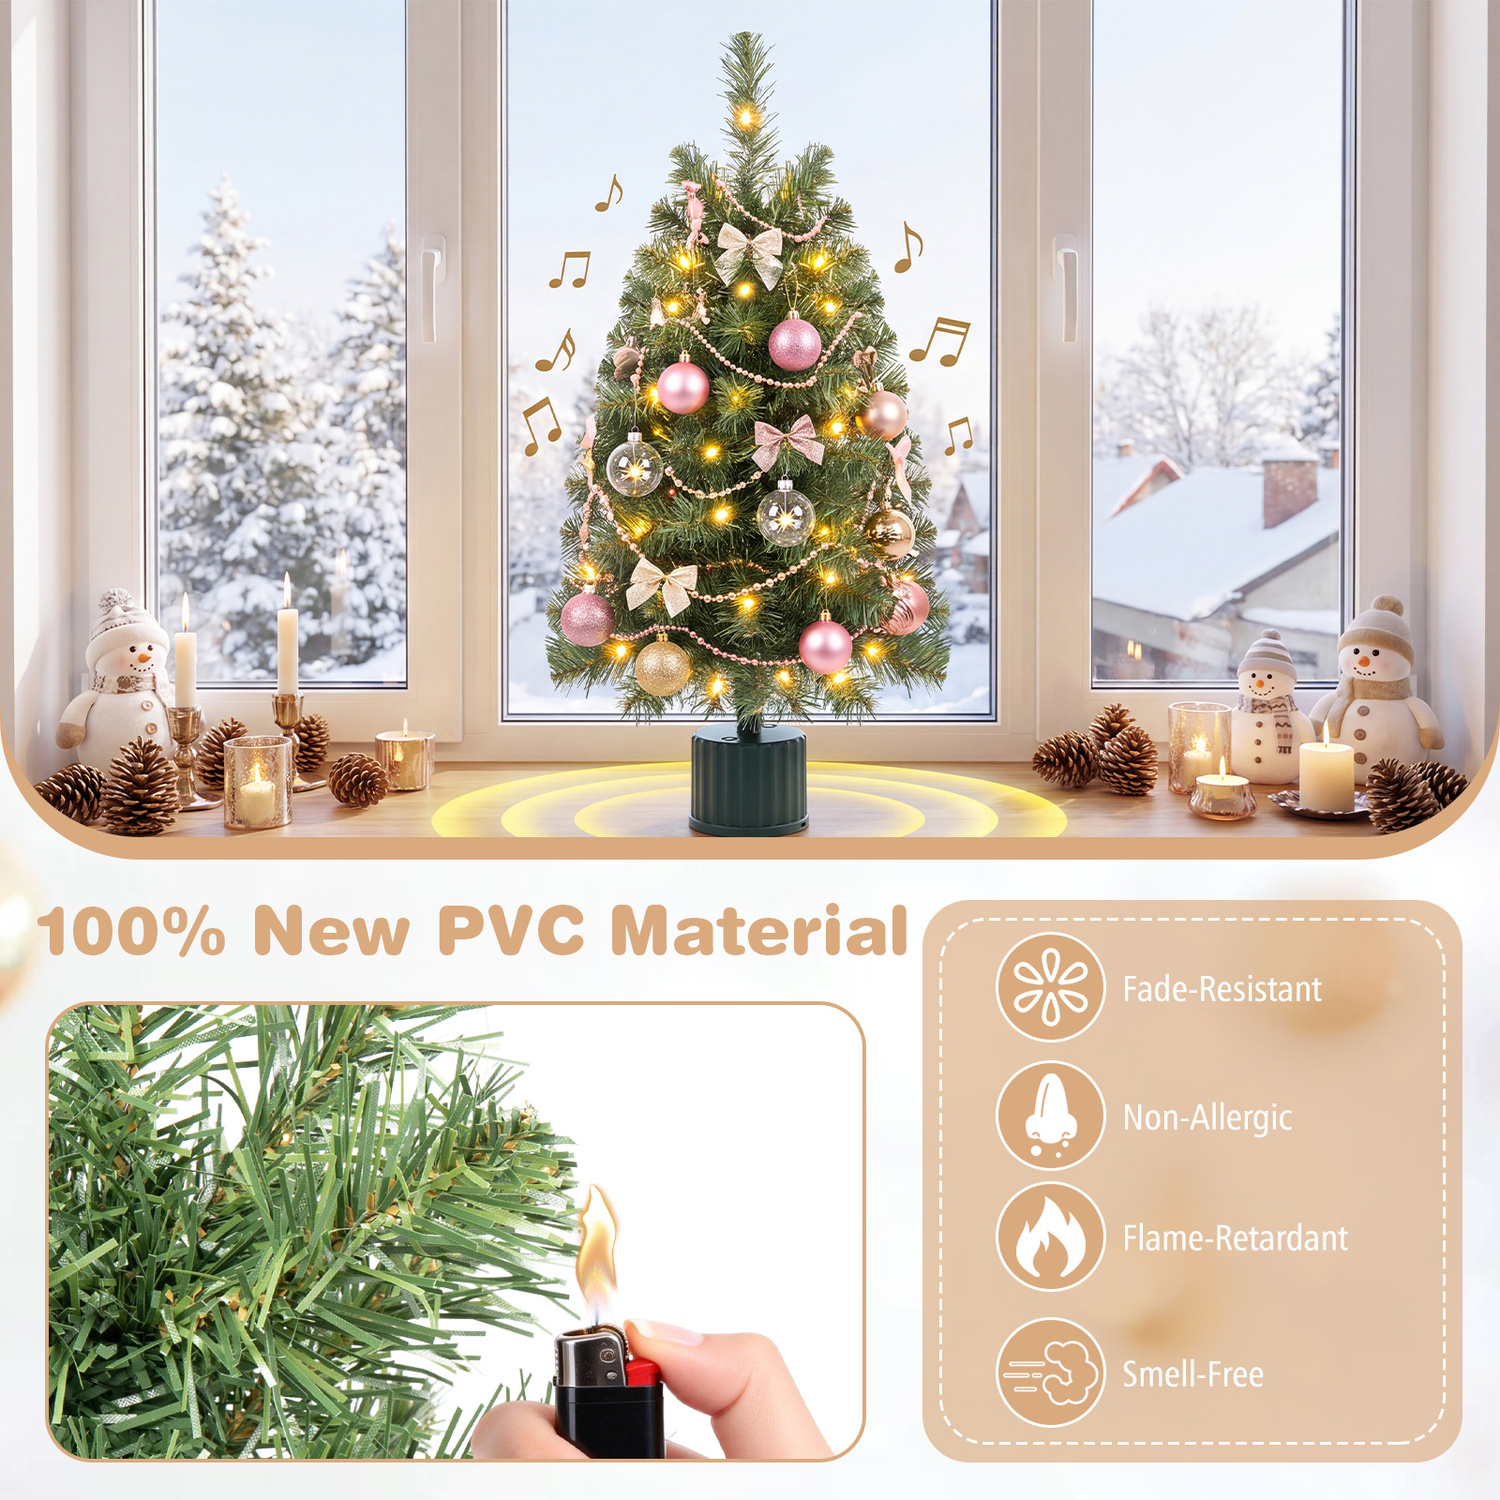 100% New PVC Material
Fade-Resistant
Non-Allergic
Flame-Retardant
Smell-Free